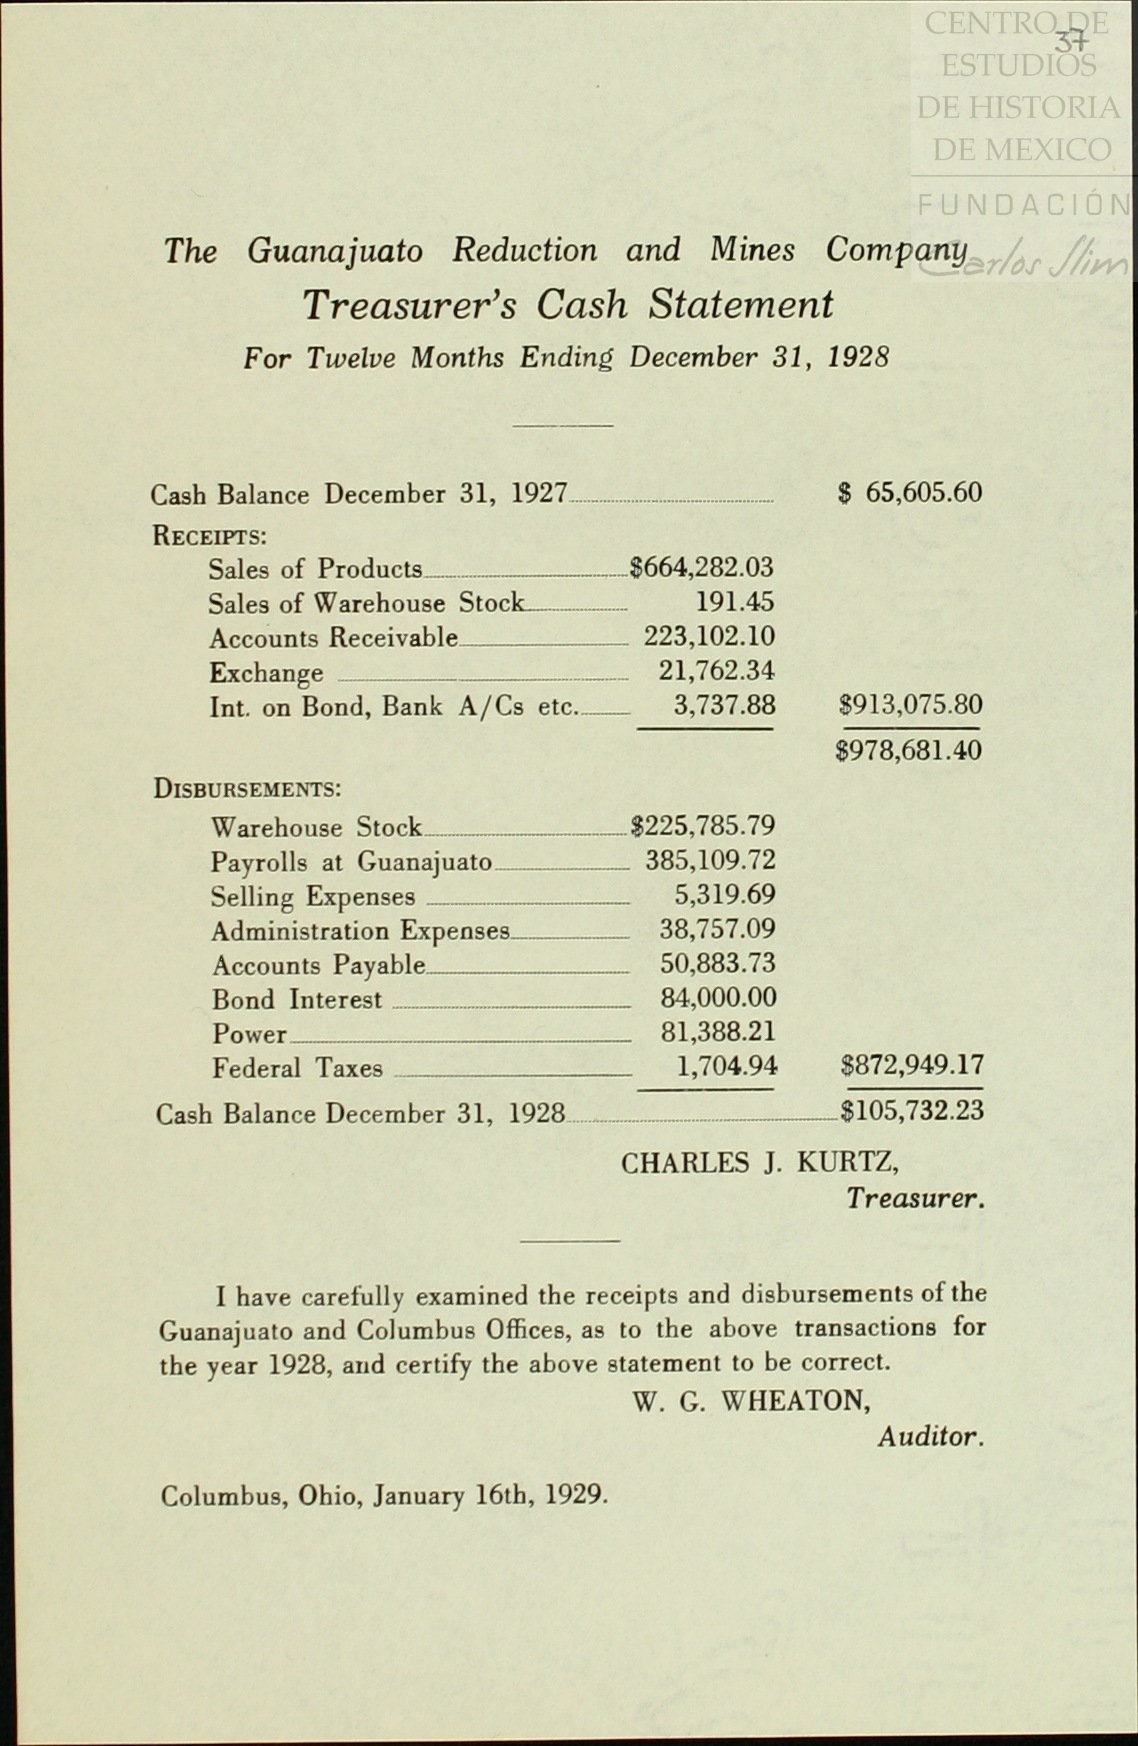 CENTRO DE
ESTUDIOS
DE HISTORIA
DE MEXICO
FUNDACIÓN
Carlos Slim
37
The Guanajuato Reduction and Mines Company
Treasurer's Cash Statement
For Twelve Months Ending December 31, 1928
Cash Balance December 31, 1927 $ 65,605.60
RECEIPTS:
Sales of Products $664,282.03
Sales of Warehouse Stock 191.45
Accounts Receivable 223,102.10
Exchange 21,762.34
Int. on Bond, Bank A/Cs etc. 3,737.88 $913,075.80
$978,681.40
DISBURSEMENTS:
Warehouse Stock $225,785.79
Payrolls at Guanajuato 385,109.72
Selling Expenses 5,319.69
Administration Expenses 38,757.09
Accounts Payable 50,883.73
Bond Interest 84,000.00
Power 81,388.21
Federal Taxes 1,704.94 $872,949.17
Cash Balance December 31, 1928 $105,732.23
CHARLES J. KURTZ,
Treasurer.
I have carefully examined the receipts and disbursements of the
Guanajuato and Columbus Offices, as to the above transactions for
the year 1928, and certify the above statement to be correct.
W. G. WHEATON,
Auditor.
Columbus, Ohio, January 16th, 1929.